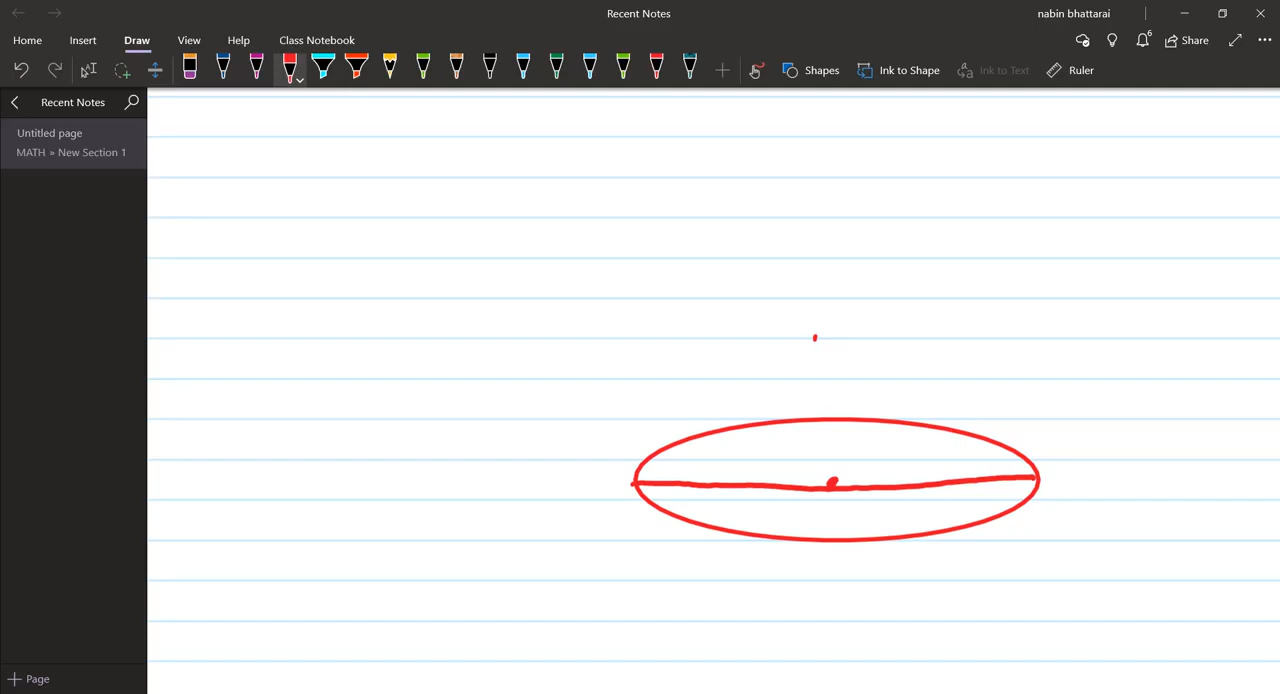 Recent Notes
nabin bhattarai
Home Insert Draw View Help Class Notebook
6
Share
Shapes Ink to Shape Ink to Text Ruler
Recent Notes
Untitled page
MATH » New Section 1
Page